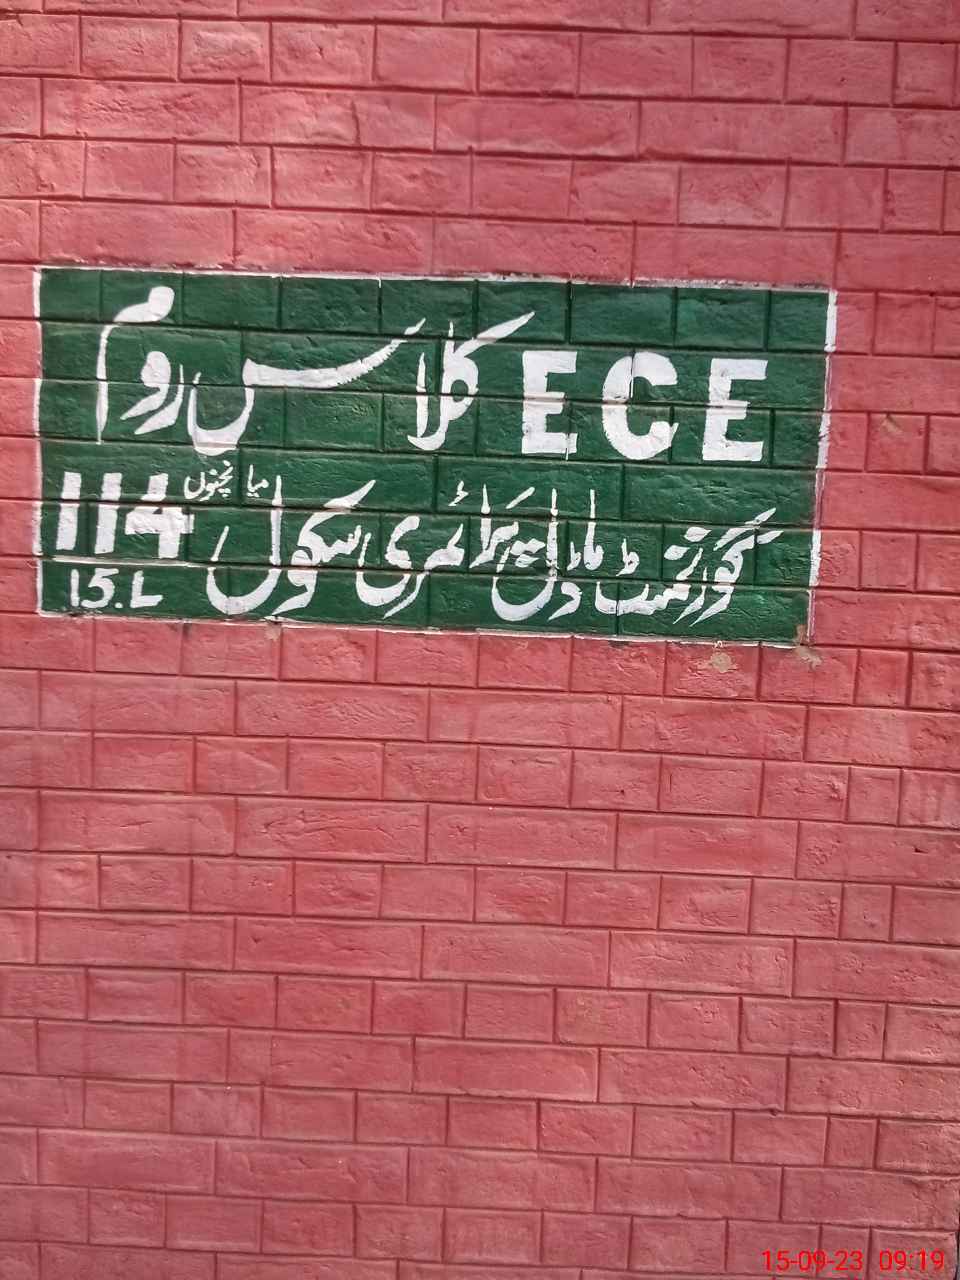 ECE کلاس روم
گورنمنٹ ماڈل پرائمری سکول 114
میانچنوں
15.L
15-09-23 09:19